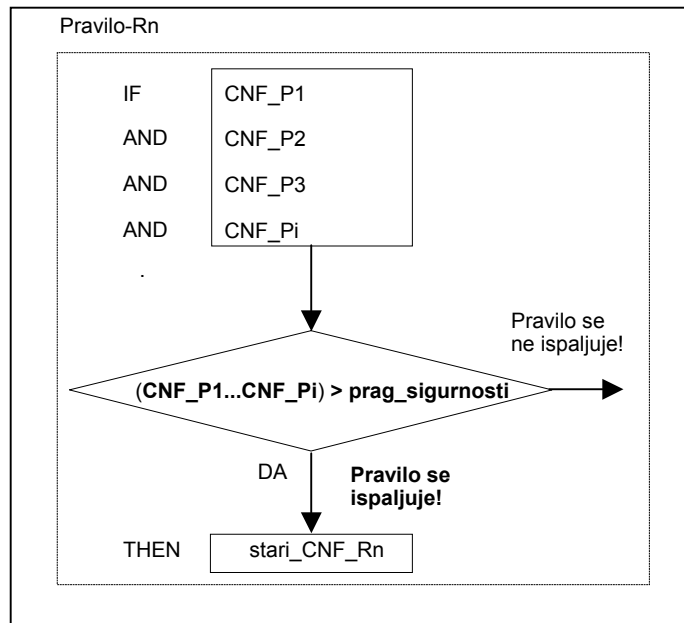 Pravilo-Rn
IF CNF_P1
AND CNF_P2
AND CNF_P3
AND CNF_Pi
.
Pravilo se
ne ispaljuje!
(CNF_P1...CNF_Pi) > prag_sigurnosti
DA
Pravilo se
ispaljuje!
THEN stari_CNF_Rn